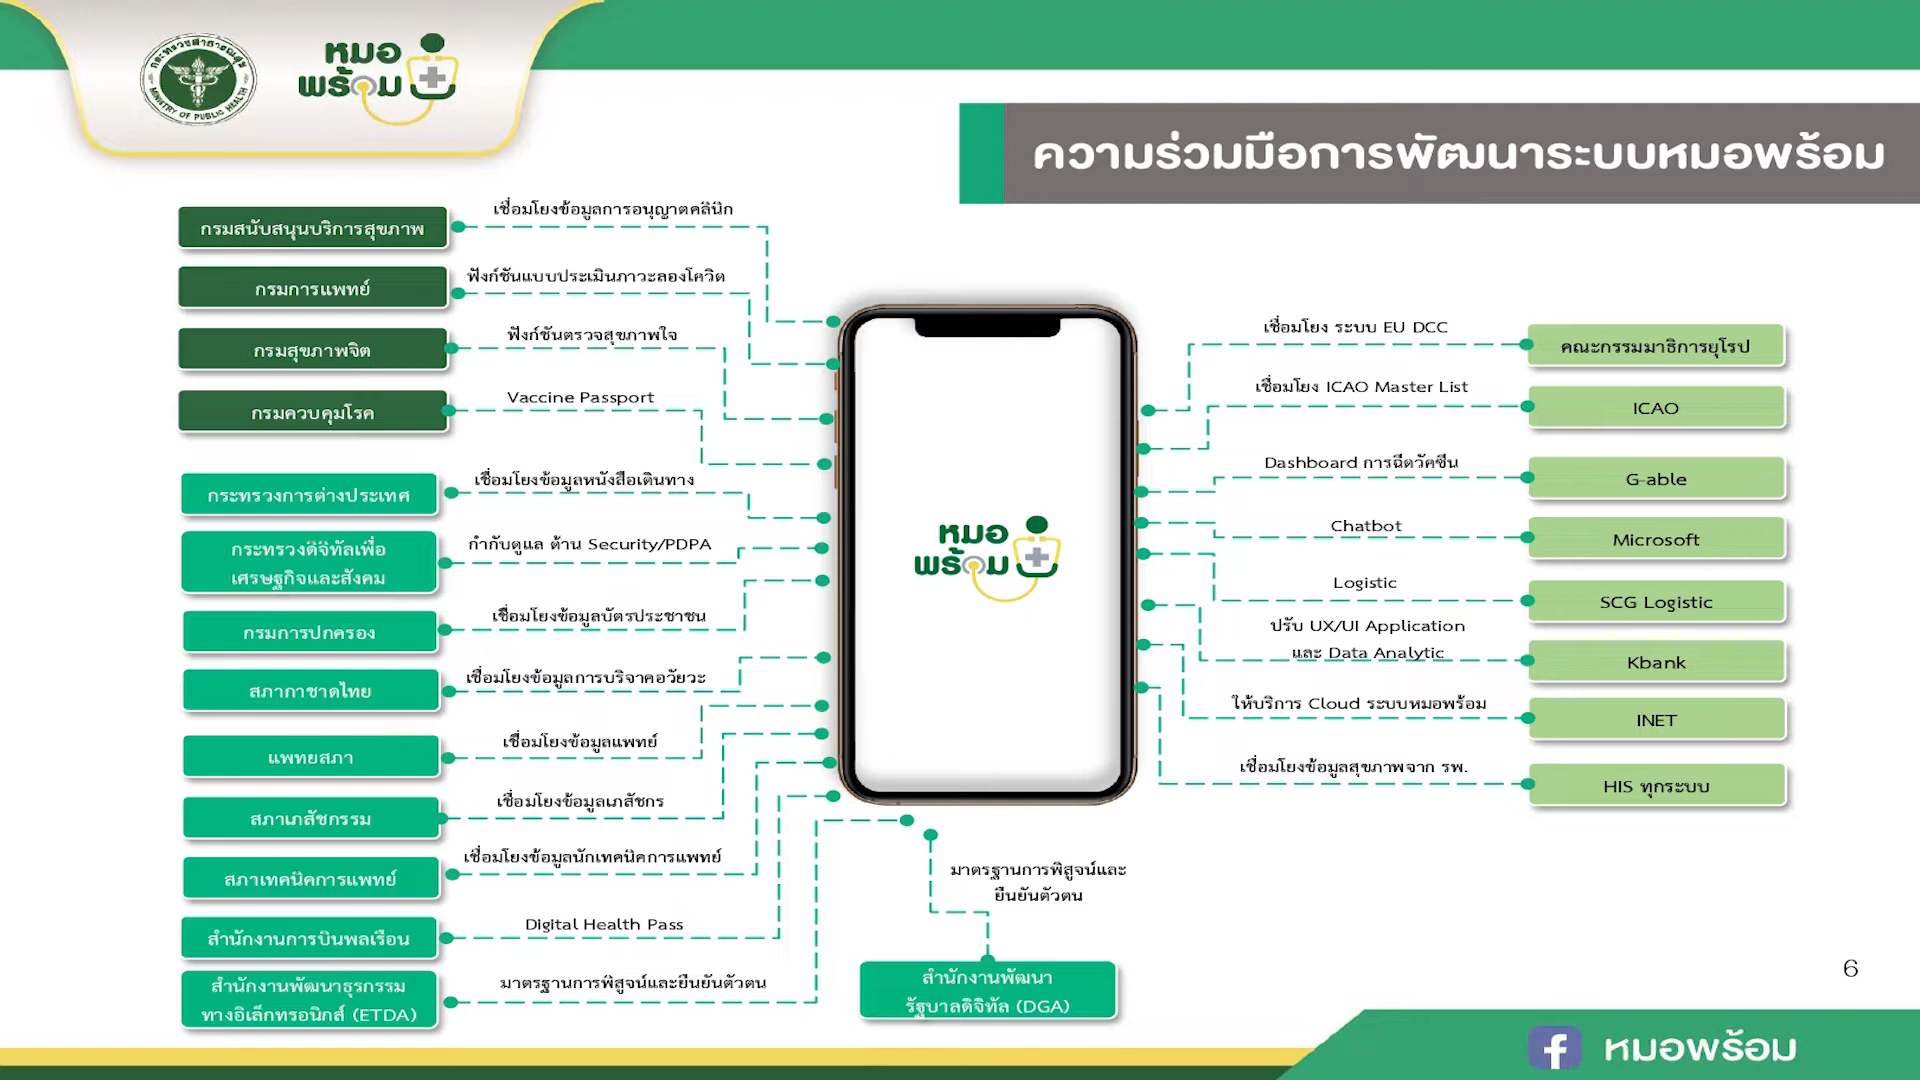 กระทรวงสาธารณสุข
MINISTRY OF PUBLIC HEALTH
หมอ
พร้อม
ความร่วมมือการพัฒนาระบบหมอพร้อม
กรมสนับสนุนบริการสุขภาพ
เชื่อมโยงข้อมูลการอนุญาตคลินิก
กรมการแพทย์
ฟังก์ชันแบบประเมินภาวะลองโควิด
กรมสุขภาพจิต
ฟังก์ชันตรวจสุขภาพใจ
กรมควบคุมโรค
Vaccine Passport
กระทรวงการต่างประเทศ
เชื่อมโยงข้อมูลหนังสือเดินทาง
กระทรวงดิจิทัลเพื่อ
เศรษฐกิจและสังคม
กำกับดูแล ด้าน Security/PDPA
กรมการปกครอง
เชื่อมโยงข้อมูลบัตรประชาชน
สภากาชาดไทย
เชื่อมโยงข้อมูลการบริจาคอวัยวะ
แพทยสภา
เชื่อมโยงข้อมูลแพทย์
สภาเภสัชกรรม
เชื่อมโยงข้อมูลเภสัชกร
สภาเทคนิคการแพทย์
เชื่อมโยงข้อมูลนักเทคนิคการแพทย์
สำนักงานการบินพลเรือน
Digital Health Pass
สำนักงานพัฒนาธุรกรรม
ทางอิเล็กทรอนิกส์ (ETDA)
มาตรฐานการพิสูจน์และยืนยันตัวตน
หมอ
พร้อม
มาตรฐานการพิสูจน์และ
ยืนยันตัวตน
สำนักงานพัฒนา
รัฐบาลดิจิทัล (DGA)
เชื่อมโยง ระบบ EU DCC
คณะกรรมมาธิการยุโรป
เชื่อมโยง ICAO Master List
ICAO
Dashboard การฉีดวัคซีน
G-able
Chatbot
Microsoft
Logistic
SCG Logistic
ปรับ UX/UI Application
และ Data Analytic
Kbank
ให้บริการ Cloud ระบบหมอพร้อม
INET
เชื่อมโยงข้อมูลสุขภาพจาก รพ.
HIS ทุกระบบ
6
หมอพร้อม